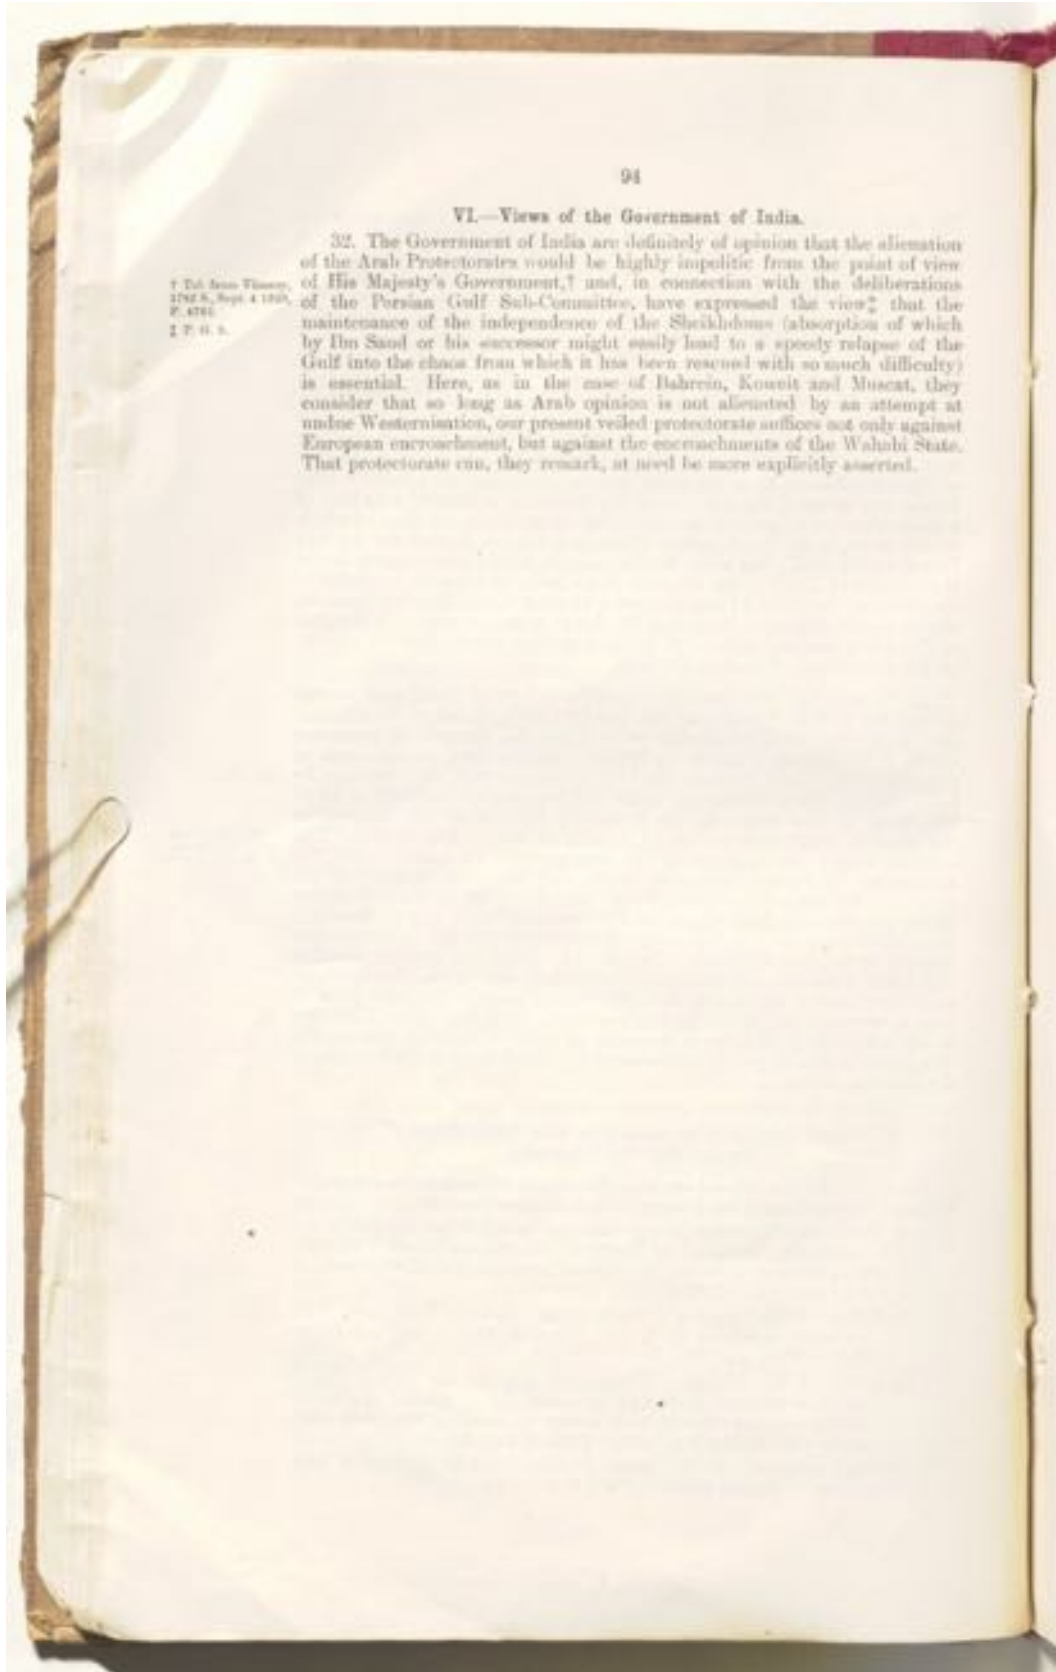 94
VI.—Views of the Government of India.
32. The Government of India are definitely of opinion that the alienation
of the Arab Protectorates would be highly impolitic from the point of view
of His Majesty's Government,† and, in connection with the deliberations
of the Persian Gulf Sub-Committee, have expressed the view‡ that the
maintenance of the independence of the Sheikhdoms (absorption of which
by Ibn Saud or his successor might easily lead to a speedy relapse of the
Gulf into the chaos from which it has been rescued with so much difficulty)
is essential. Here, as in the case of Bahrein, Koweit and Muscat, they
consider that so long as Arab opinion is not alienated by an attempt at
undue Westernisation, our present veiled protectorate suffices not only against
European encroachment, but against the encroachments of the Wahabi State.
That protectorate can, they remark, at need be more explicitly asserted.
† Tel. from Viceroy,
Sept. 4
P.
‡ P. G.